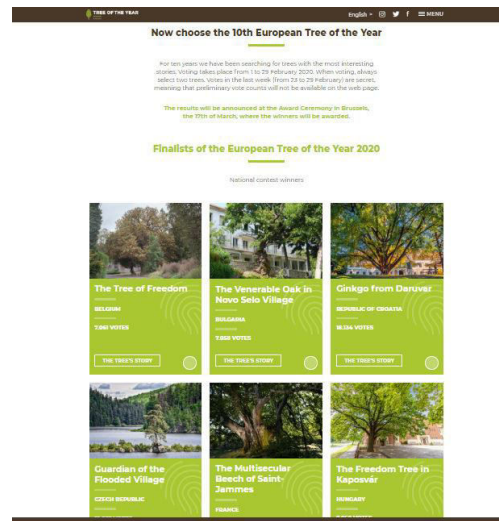 TREE OF THE YEAR
English
MENU
Now choose the 10th European Tree of the Year
For ten years we have been searching for trees with the most interesting
stories. Voting takes place from 1 to 29 February 2020. When voting, always
select two trees. Votes in the last week (from 23 to 29 February) are secret,
meaning that preliminary vote counts will not be available on the web page.
The results will be announced at the Award Ceremony in Brussels,
the 17th of March, where the winners will be awarded.
Finalists of the European Tree of the Year 2020
National contest winners
The Tree of Freedom
BELGIUM
VOTES
THE TREE'S STORY
The Venerable Oak in
Novo Selo Village
BULGARIA
VOTES
THE TREE'S STORY
Ginkgo from Daruvar
REPUBLIC OF CROATIA
VOTES
THE TREE'S STORY
Guardian of the
Flooded Village
CZECH REPUBLIC
The Multisecular
Beech of Saint-
Jammes
FRANCE
The Freedom Tree in
Kaposvár
HUNGARY